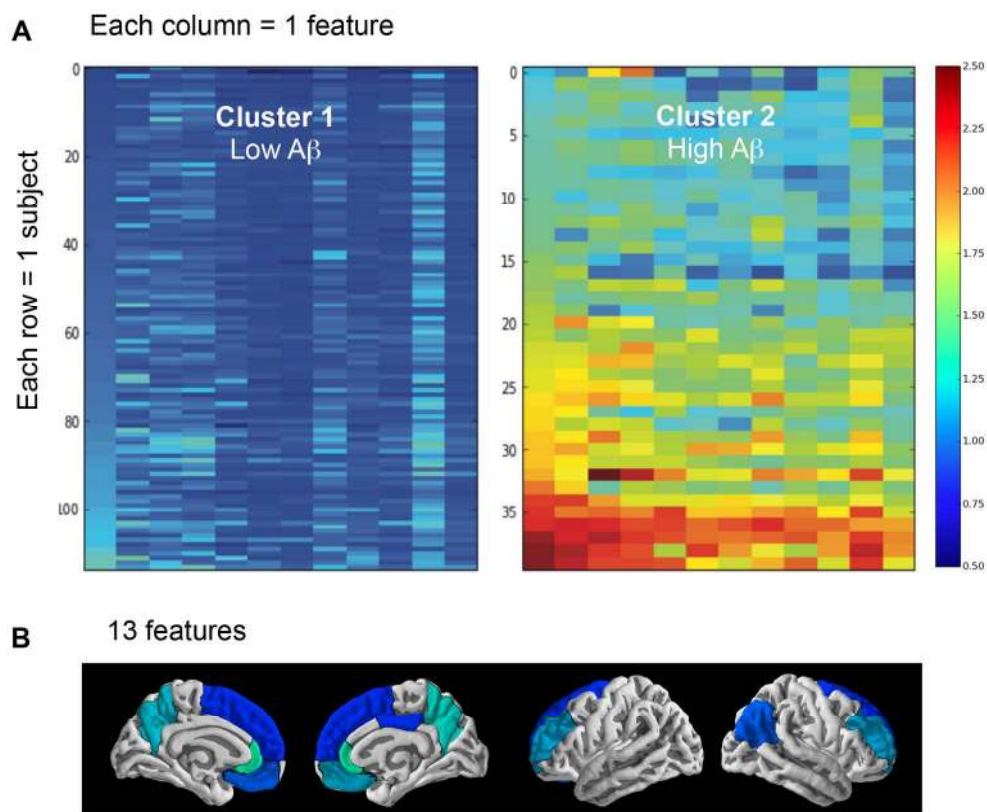 A
Each column = 1 feature
Each row = 1 subject
0
20
40
60
80
100
Cluster 1
Low Aβ
0
5
10
15
20
25
30
35
Cluster 2
High Aβ
2.50
2.25
2.00
1.75
1.50
1.25
1.00
0.75
0.50
B
13 features